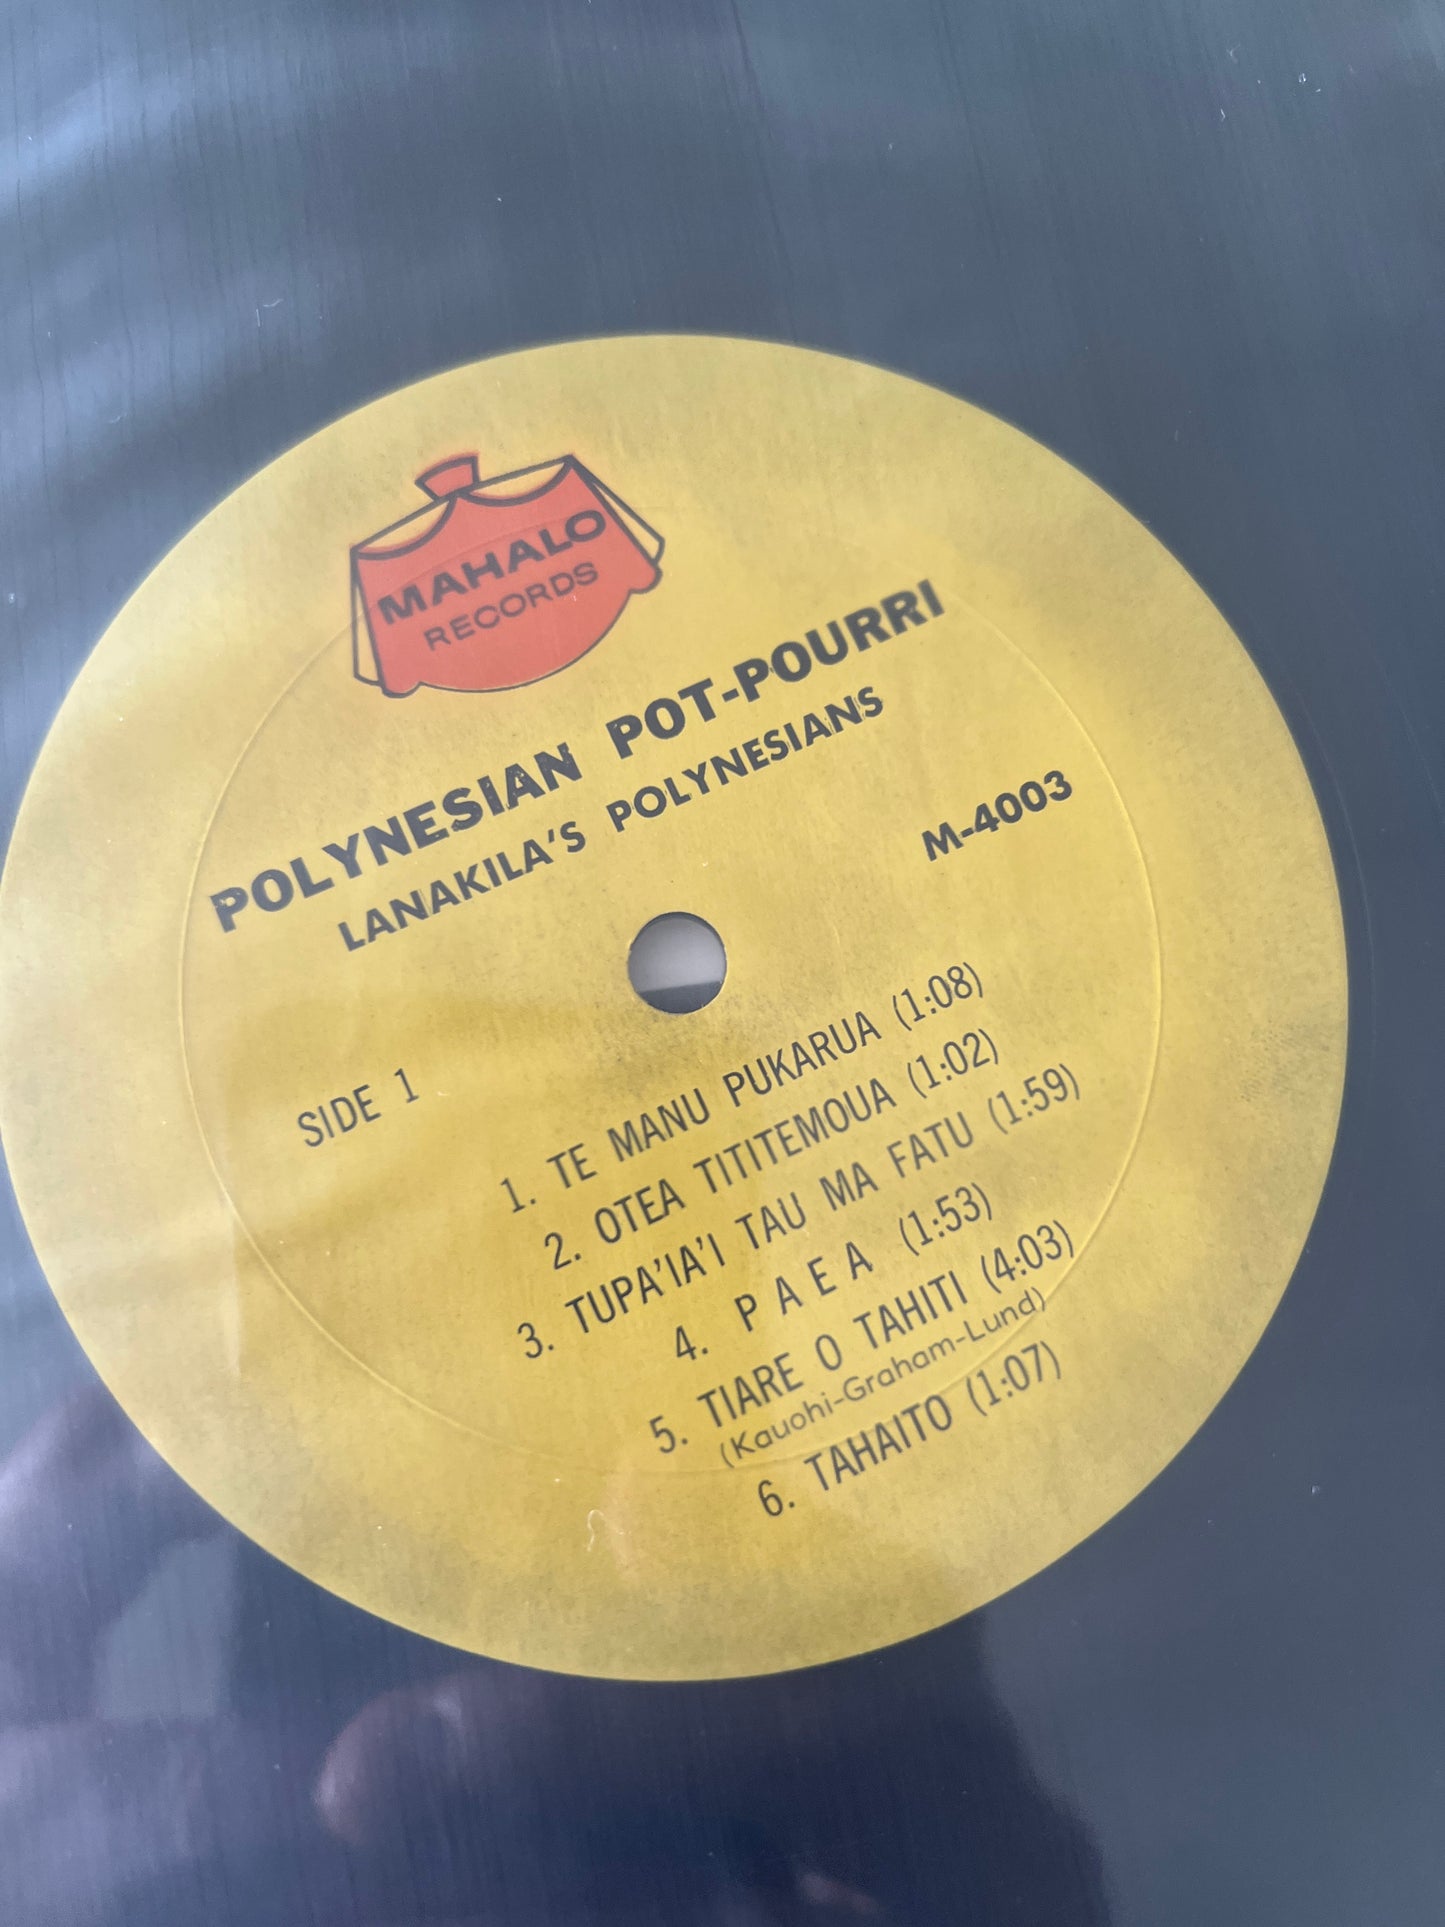 MAHALO
RECORDS
POLYNESIAN POT-POURRI
LANAKILA'S POLYNESIANS
M-4003
SIDE 1
1. TE MANU PUKARUA (1:08)
2. OTEA TITITEMOUA (1:02)
3. TUPA'IA'I TAU MA FATU (1:59)
4. P A E A (1:53)
5. TIARE O TAHITI (4:03)
(Kauohi-Graham-Lund)
6. TAHAITO (1:07)